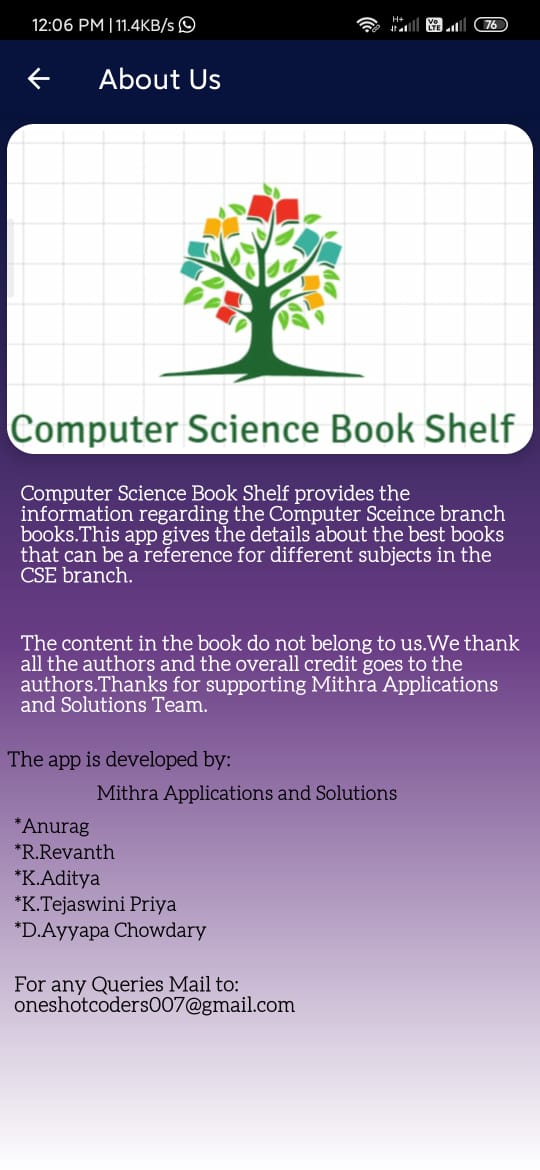 12:06 PM | 11.4KB/s
H+
Vo LTE
76
About Us
Computer Science Book Shelf
Computer Science Book Shelf provides the
information regarding the Computer Sceince branch
books.This app gives the details about the best books
that can be a reference for different subjects in the
CSE branch.
The content in the book do not belong to us.We thank
all the authors and the overall credit goes to the
authors.Thanks for supporting Mithra Applications
and Solutions Team.
The app is developed by:
Mithra Applications and Solutions
*Anurag
*R.Revanth
*K.Aditya
*K.Tejaswini Priya
*D.Ayyapa Chowdary
For any Queries Mail to:
oneshotcoders007@gmail.com